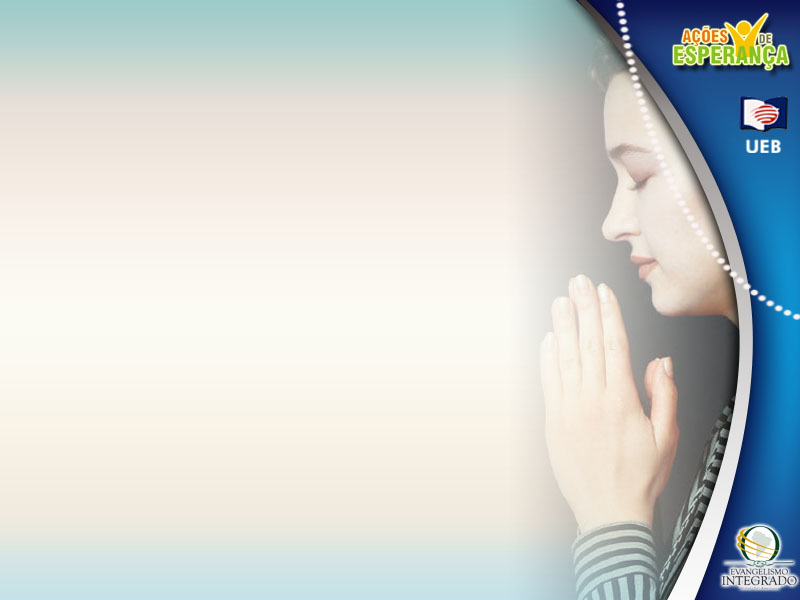 AÇÕES DE
ESPERANÇA
UEB
EVANGELISMO
INTEGRADO